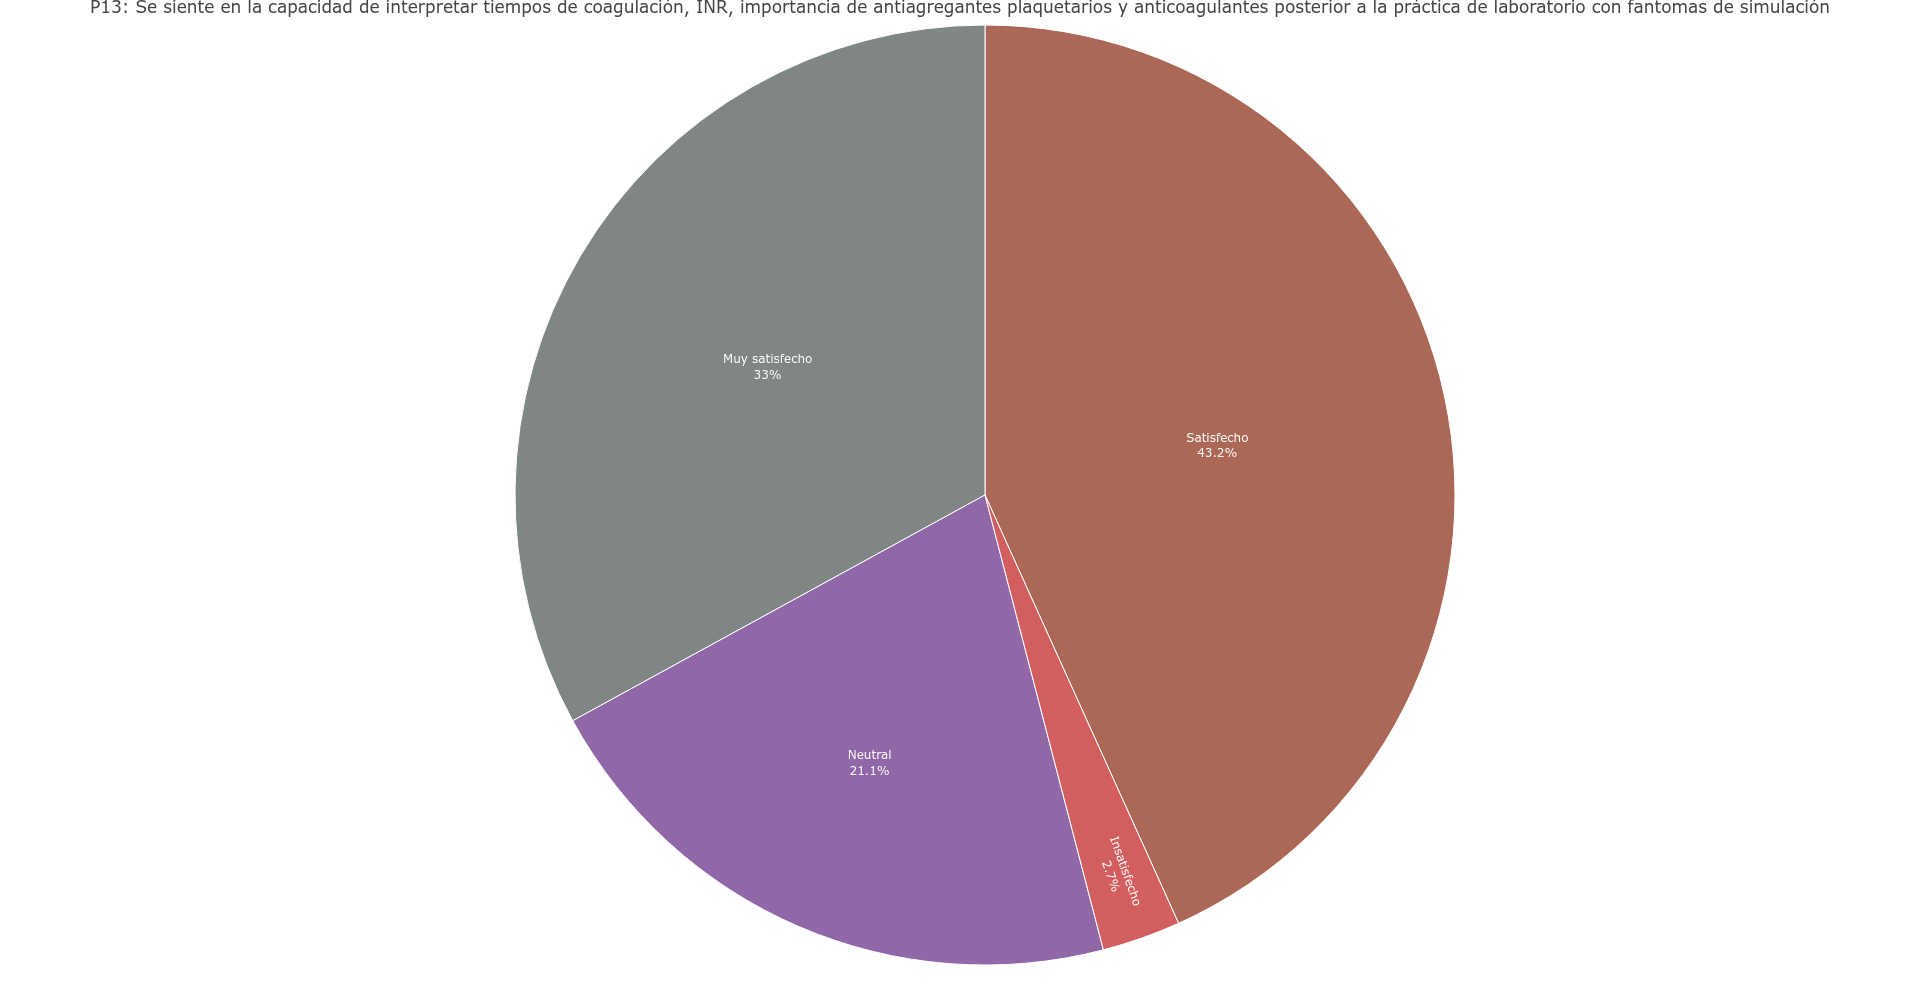 P13: Se siente en la capacidad de interpretar tiempos de coagulación, INR, importancia de antiagregantes plaquetarios y anticoagulantes posterior a la práctica de laboratorio con fantomas de simulación
Muy satisfecho
33%
Satisfecho
43.2%
Neutral
21.1%
Insatisfecho
2.7%